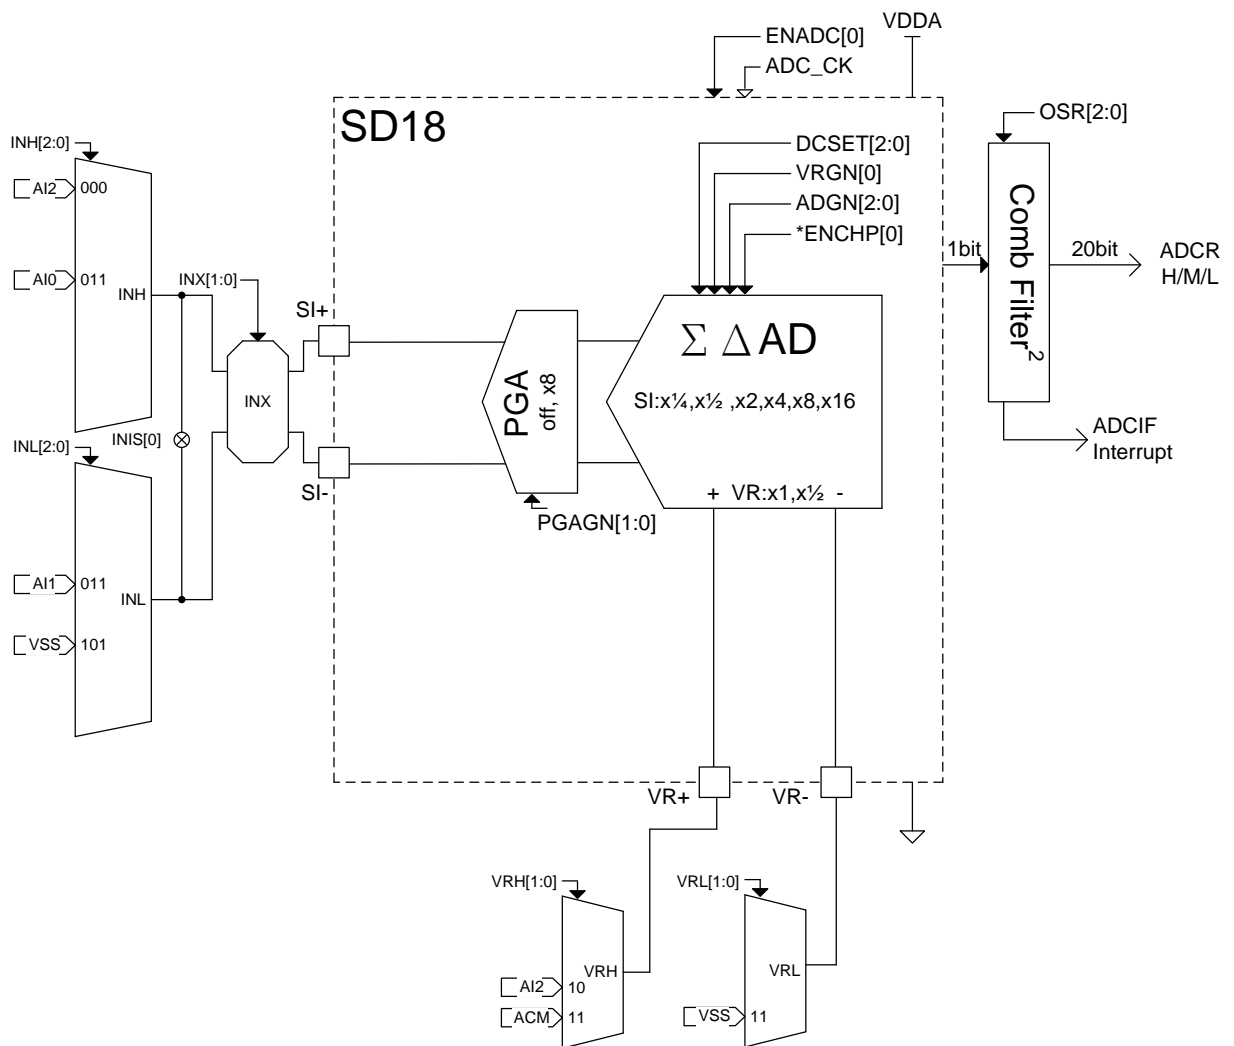 VDDA
ENADC[0]
ADC_CK
SD18
OSR[2:0]
INH[2:0]
DCSET[2:0]
VRGN[0]
AI2 000
ADGN[2:0]
*ENCHP[0]
Comb Filter2
1bit
20bit
ADCR
H/M/L
AI0 011
INX[1:0]
INH
SI+
Σ Δ AD
PGA
off, x8
INX
SI:x¼,x½ ,x2,x4,x8,x16
ADCIF
Interrupt
INIS[0]
INL[2:0]
SI-
+ VR:x1,x½ -
PGAGN[1:0]
AI1 011
INL
VSS 101
VR+
VR-
VRH[1:0]
VRL[1:0]
VRH
VRL
AI2 10
ACM 11
VSS 11